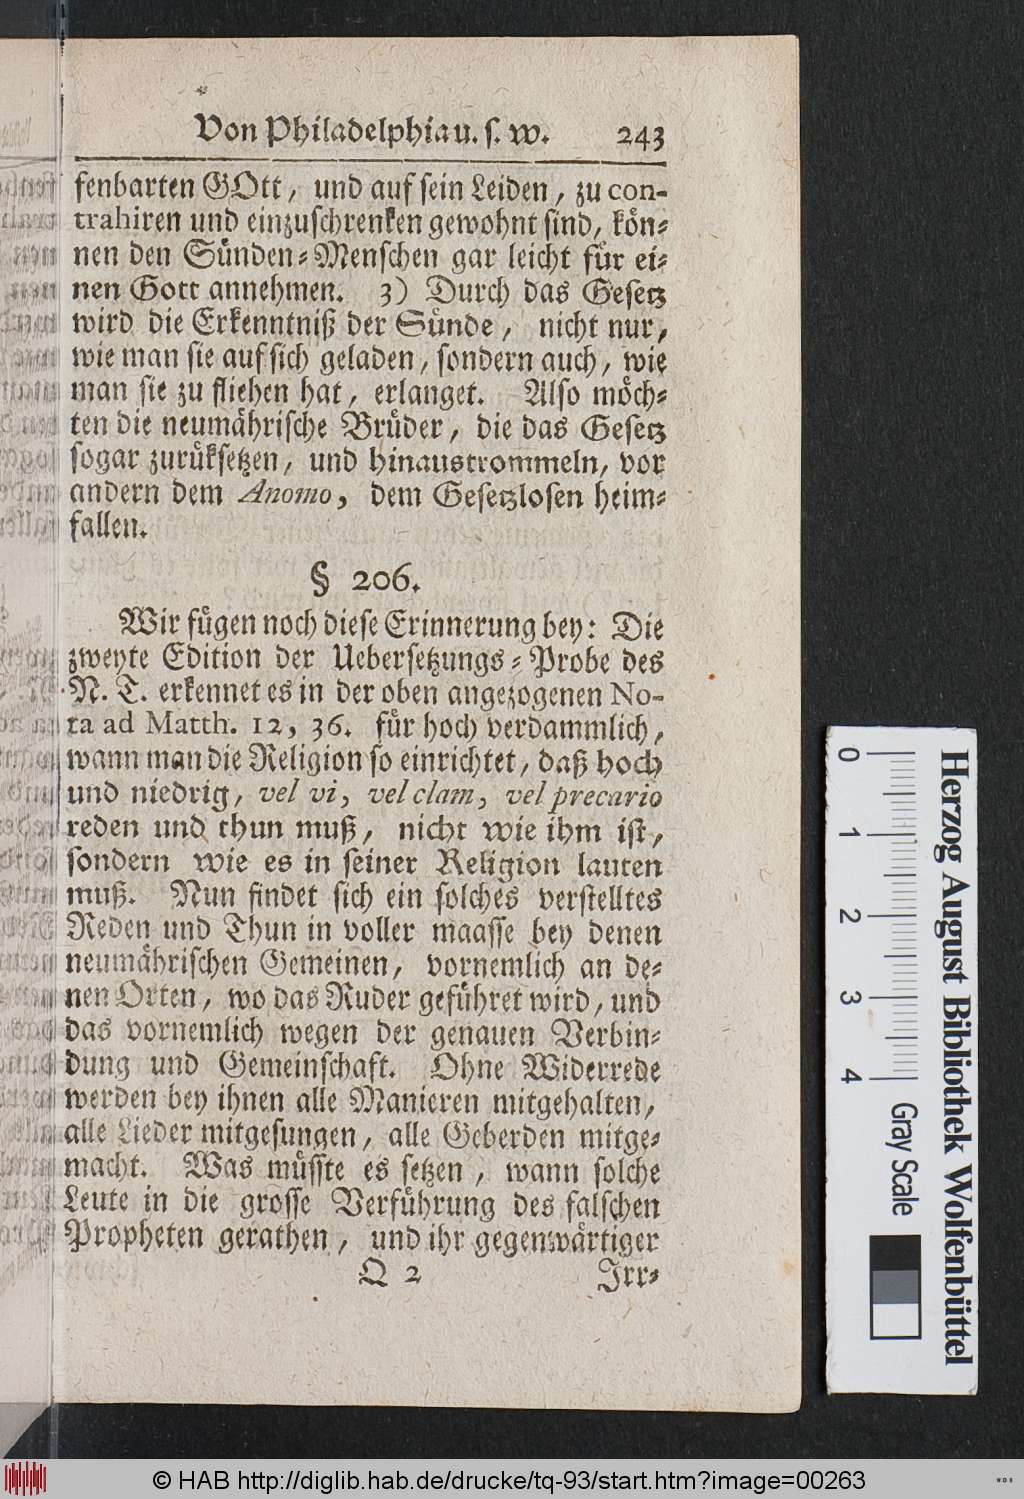 Von Philadelphia u. s. w. 243
fenbarten GOtt, und auf sein Leiden, zu con-
trahiren und einzuschrenken gewohnt sind, kön-
nen den Sünden-Menschen gar leicht für ei-
nen Gott annehmen. 3) Durch das Gesetz
wird die Erkenntniß der Sünde, nicht nur,
wie man sie auf sich geladen, sondern auch, wie
man sie zu fliehen hat, erlanget. Also möch-
ten die neumährische Brüder, die das Gesetz
sogar zurüksetzen, und hinaustrommeln, vor
andern dem Anomo, dem Gesetzlosen heim-
fallen.
§ 206.
Wir fügen noch diese Erinnerung bey: Die
zweyte Edition der Uebersetzungs-Probe des
N. T. erkennet es in der oben angezogenen No-
ta ad Matth. 12, 36. für hoch verdammlich,
wann man die Religion so einrichtet, daß hoch
und niedrig, vel vi, vel clam, vel precario
reden und thun muß, nicht wie ihm ist,
sondern wie es in seiner Religion lauten
muß. Nun findet sich ein solches verstelltes
Reden und Thun in voller maasse bey denen
neumährischen Gemeinen, vornemlich an de-
nen Orten, wo das Ruder geführet wird, und
das vornemlich wegen der genauen Verbin-
dung und Gemeinschaft. Ohne Widerrede
werden bey ihnen alle Manieren mitgehalten,
alle Lieder mitgesungen, alle Geberden mitge-
macht. Was müsste es setzen, wann solche
Leute in die grosse Verführung des falschen
Propheten gerathen, und ihr gegenwärtiger
Q 2 Irr-
0 1 2 3 4 Gray Scale
Herzog August Bibliothek Wolfenbüttel
© HAB http://diglib.hab.de/drucke/tq-93/start.htm?image=00263